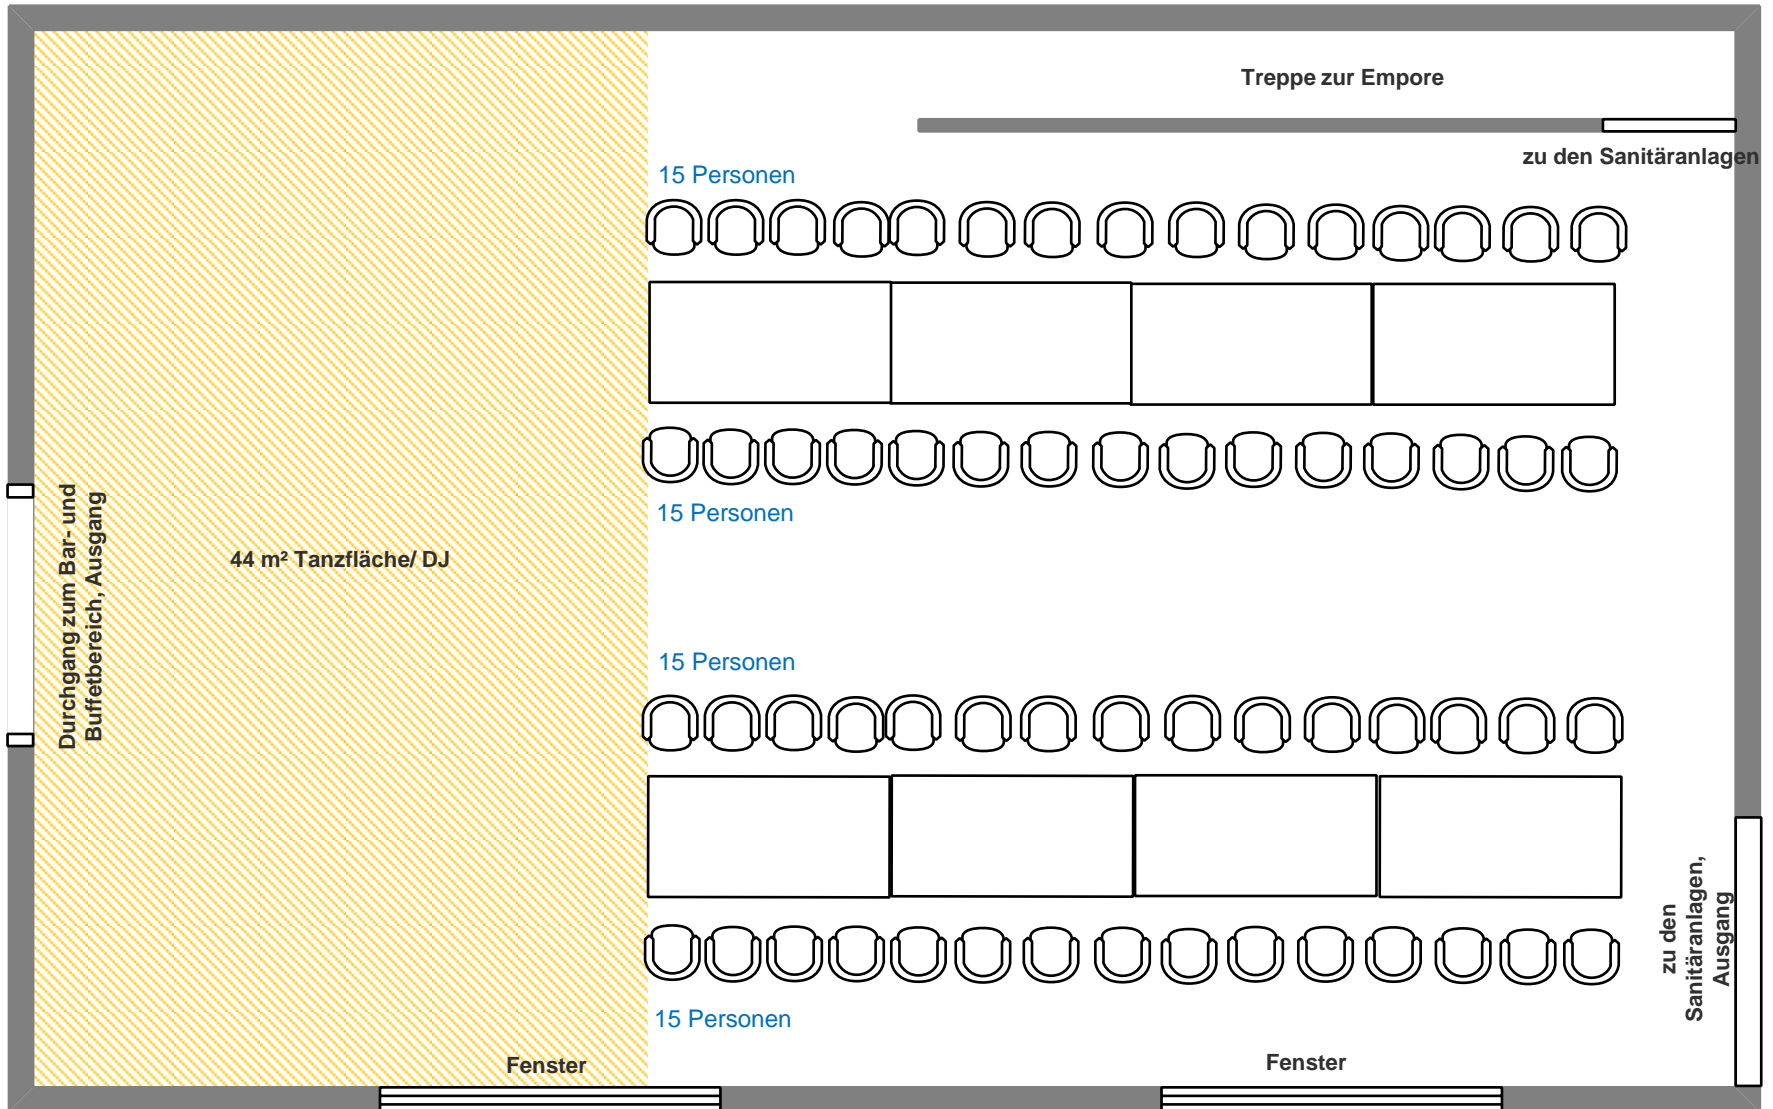 Treppe zur Empore
zu den Sanitäranlagen
15 Personen
15 Personen
Durchgang zum Bar- und
Buffetbereich, Ausgang
44 m² Tanzfläche/ DJ
15 Personen
zu den
Sanitäranlagen,
Ausgang
15 Personen
Fenster
Fenster